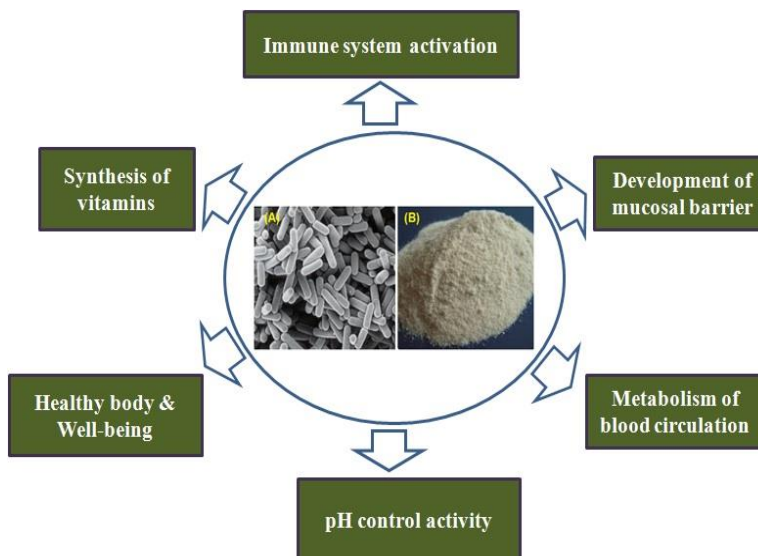 Immune system activation
Synthesis of
vitamins
Development of
mucosal barrier
(A)
(B)
Healthy body &
Well-being
Metabolism of
blood circulation
pH control activity